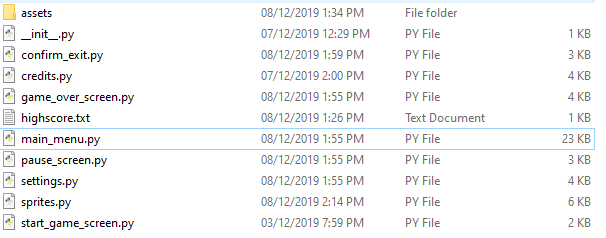 assets 08/12/2019 1:34 PM File folder
__init__.py 07/12/2019 12:29 PM PY File 1 KB
confirm_exit.py 08/12/2019 1:59 PM PY File 3 KB
credits.py 07/12/2019 2:00 PM PY File 4 KB
game_over_screen.py 08/12/2019 1:55 PM PY File 4 KB
highscore.txt 08/12/2019 1:26 PM Text Document 1 KB
main_menu.py 08/12/2019 1:55 PM PY File 23 KB
pause_screen.py 08/12/2019 1:55 PM PY File 3 KB
settings.py 08/12/2019 1:55 PM PY File 4 KB
sprites.py 08/12/2019 2:14 PM PY File 6 KB
start_game_screen.py 03/12/2019 7:59 PM PY File 2 KB